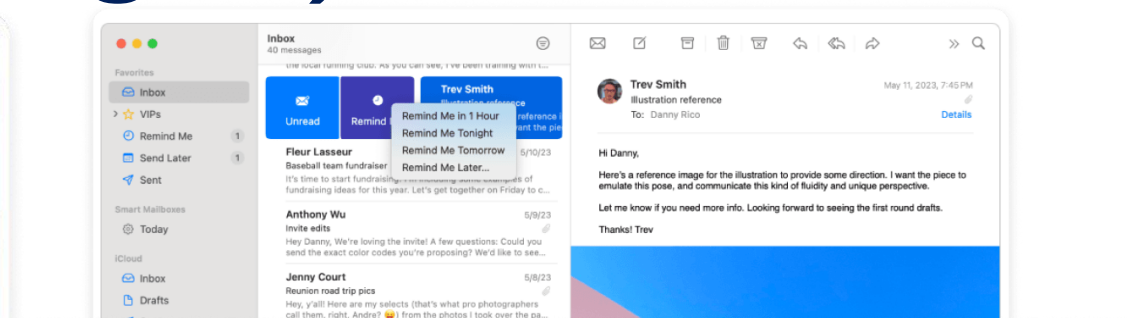 Inbox
40 messages
Favorites
Inbox
VIPs
Remind Me 1
Send Later 1
Sent
Smart Mailboxes
Today
iCloud
Inbox
Drafts
the local running club. As you can see, I've been training with t...
Unread
Remind
Trev Smith
Illustration reference
reference i
want the pie
Remind Me in 1 Hour
Remind Me Tonight
Remind Me Tomorrow
Remind Me Later...
Fleur Lasseur 5/10/23
Baseball team fundraiser
It's time to start fundraising. I'm including some examples of
fundraising ideas for this year. Let's get together on Friday to c...
Anthony Wu 5/9/23
Invite edits
Hey Danny, We're loving the invite! A few questions: Could you
send the exact color codes you're proposing? We'd like to see...
Jenny Court 5/8/23
Reunion road trip pics
Hey, y'all! Here are my selects (that's what pro photographers
call them, right, Andre? 😄) from the photos I took over the pa...
Trev Smith May 11, 2023, 7:45 PM
Illustration reference
To: Danny Rico Details
Hi Danny,
Here's a reference image for the illustration to provide some direction. I want the piece to
emulate this pose, and communicate this kind of fluidity and unique perspective.
Let me know if you need more info. Looking forward to seeing the first round drafts.
Thanks! Trev